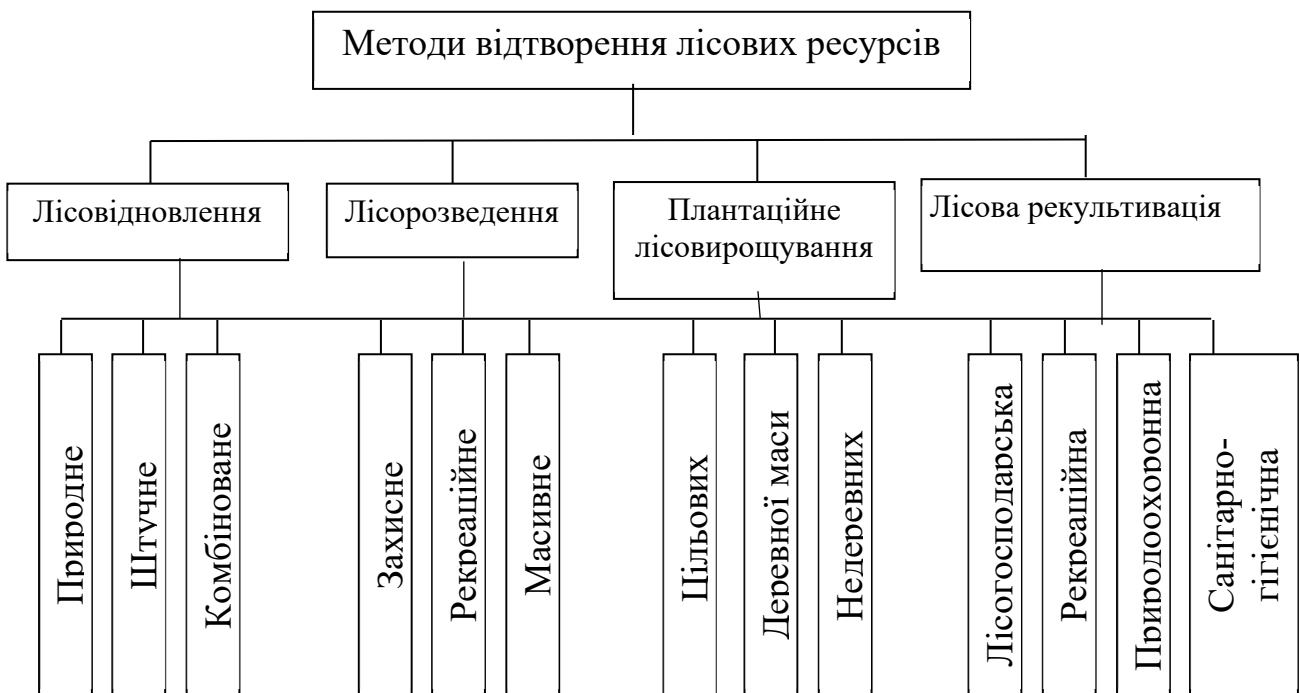 Методи відтворення лісових ресурсів
Лісовідновлення
Лісорозведення
Плантаційне
лісовирощування
Лісова рекультивація
Природне
Штучне
Комбіноване
Захисне
Рекреаційне
Масивне
Цільових
Деревної маси
Недеревних
Лісогосподарська
Рекреаційна
Природоохоронна
Санітарно-
гігієнічна